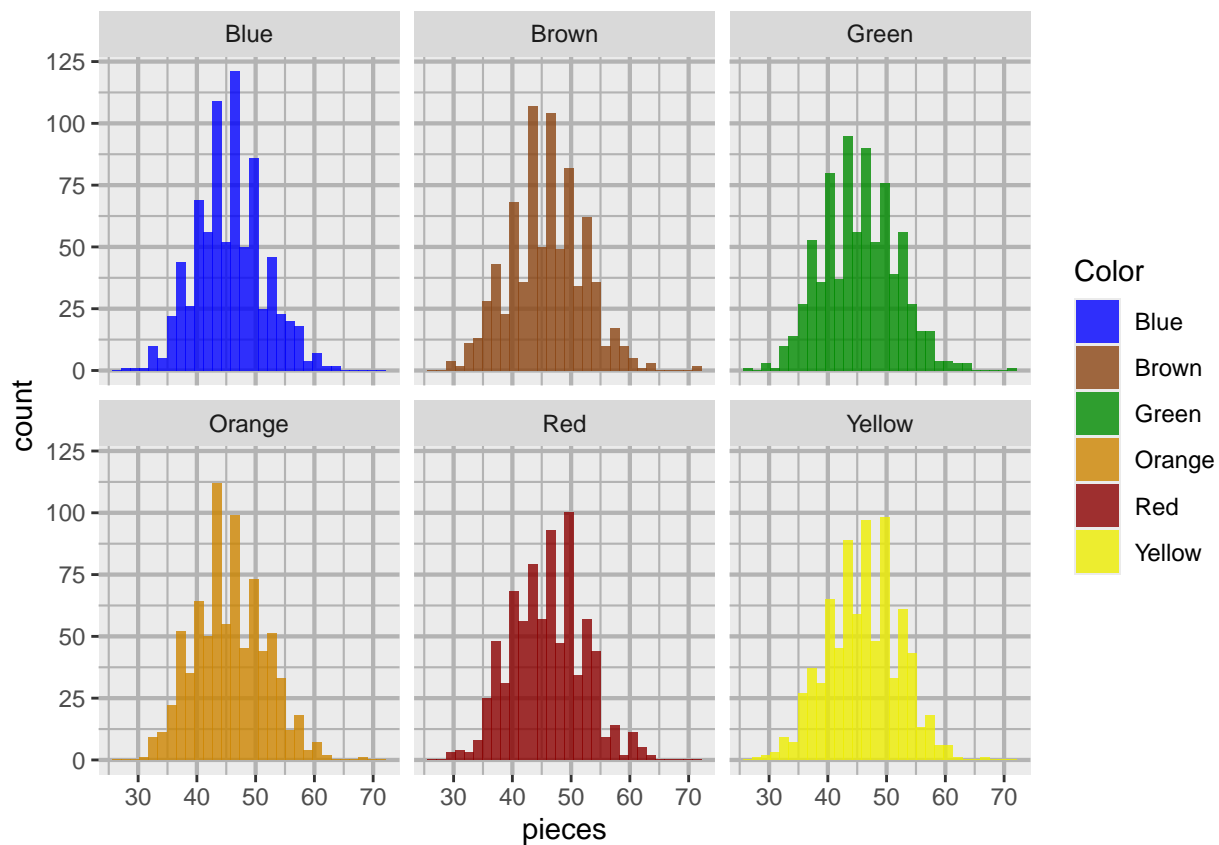 Blue Brown Green
125
100
75
50
25
0
Orange Red Yellow
125
100
75
50
25
0
30 40 50 60 70 30 40 50 60 70 30 40 50 60 70
pieces
count
Color
Blue
Brown
Green
Orange
Red
Yellow